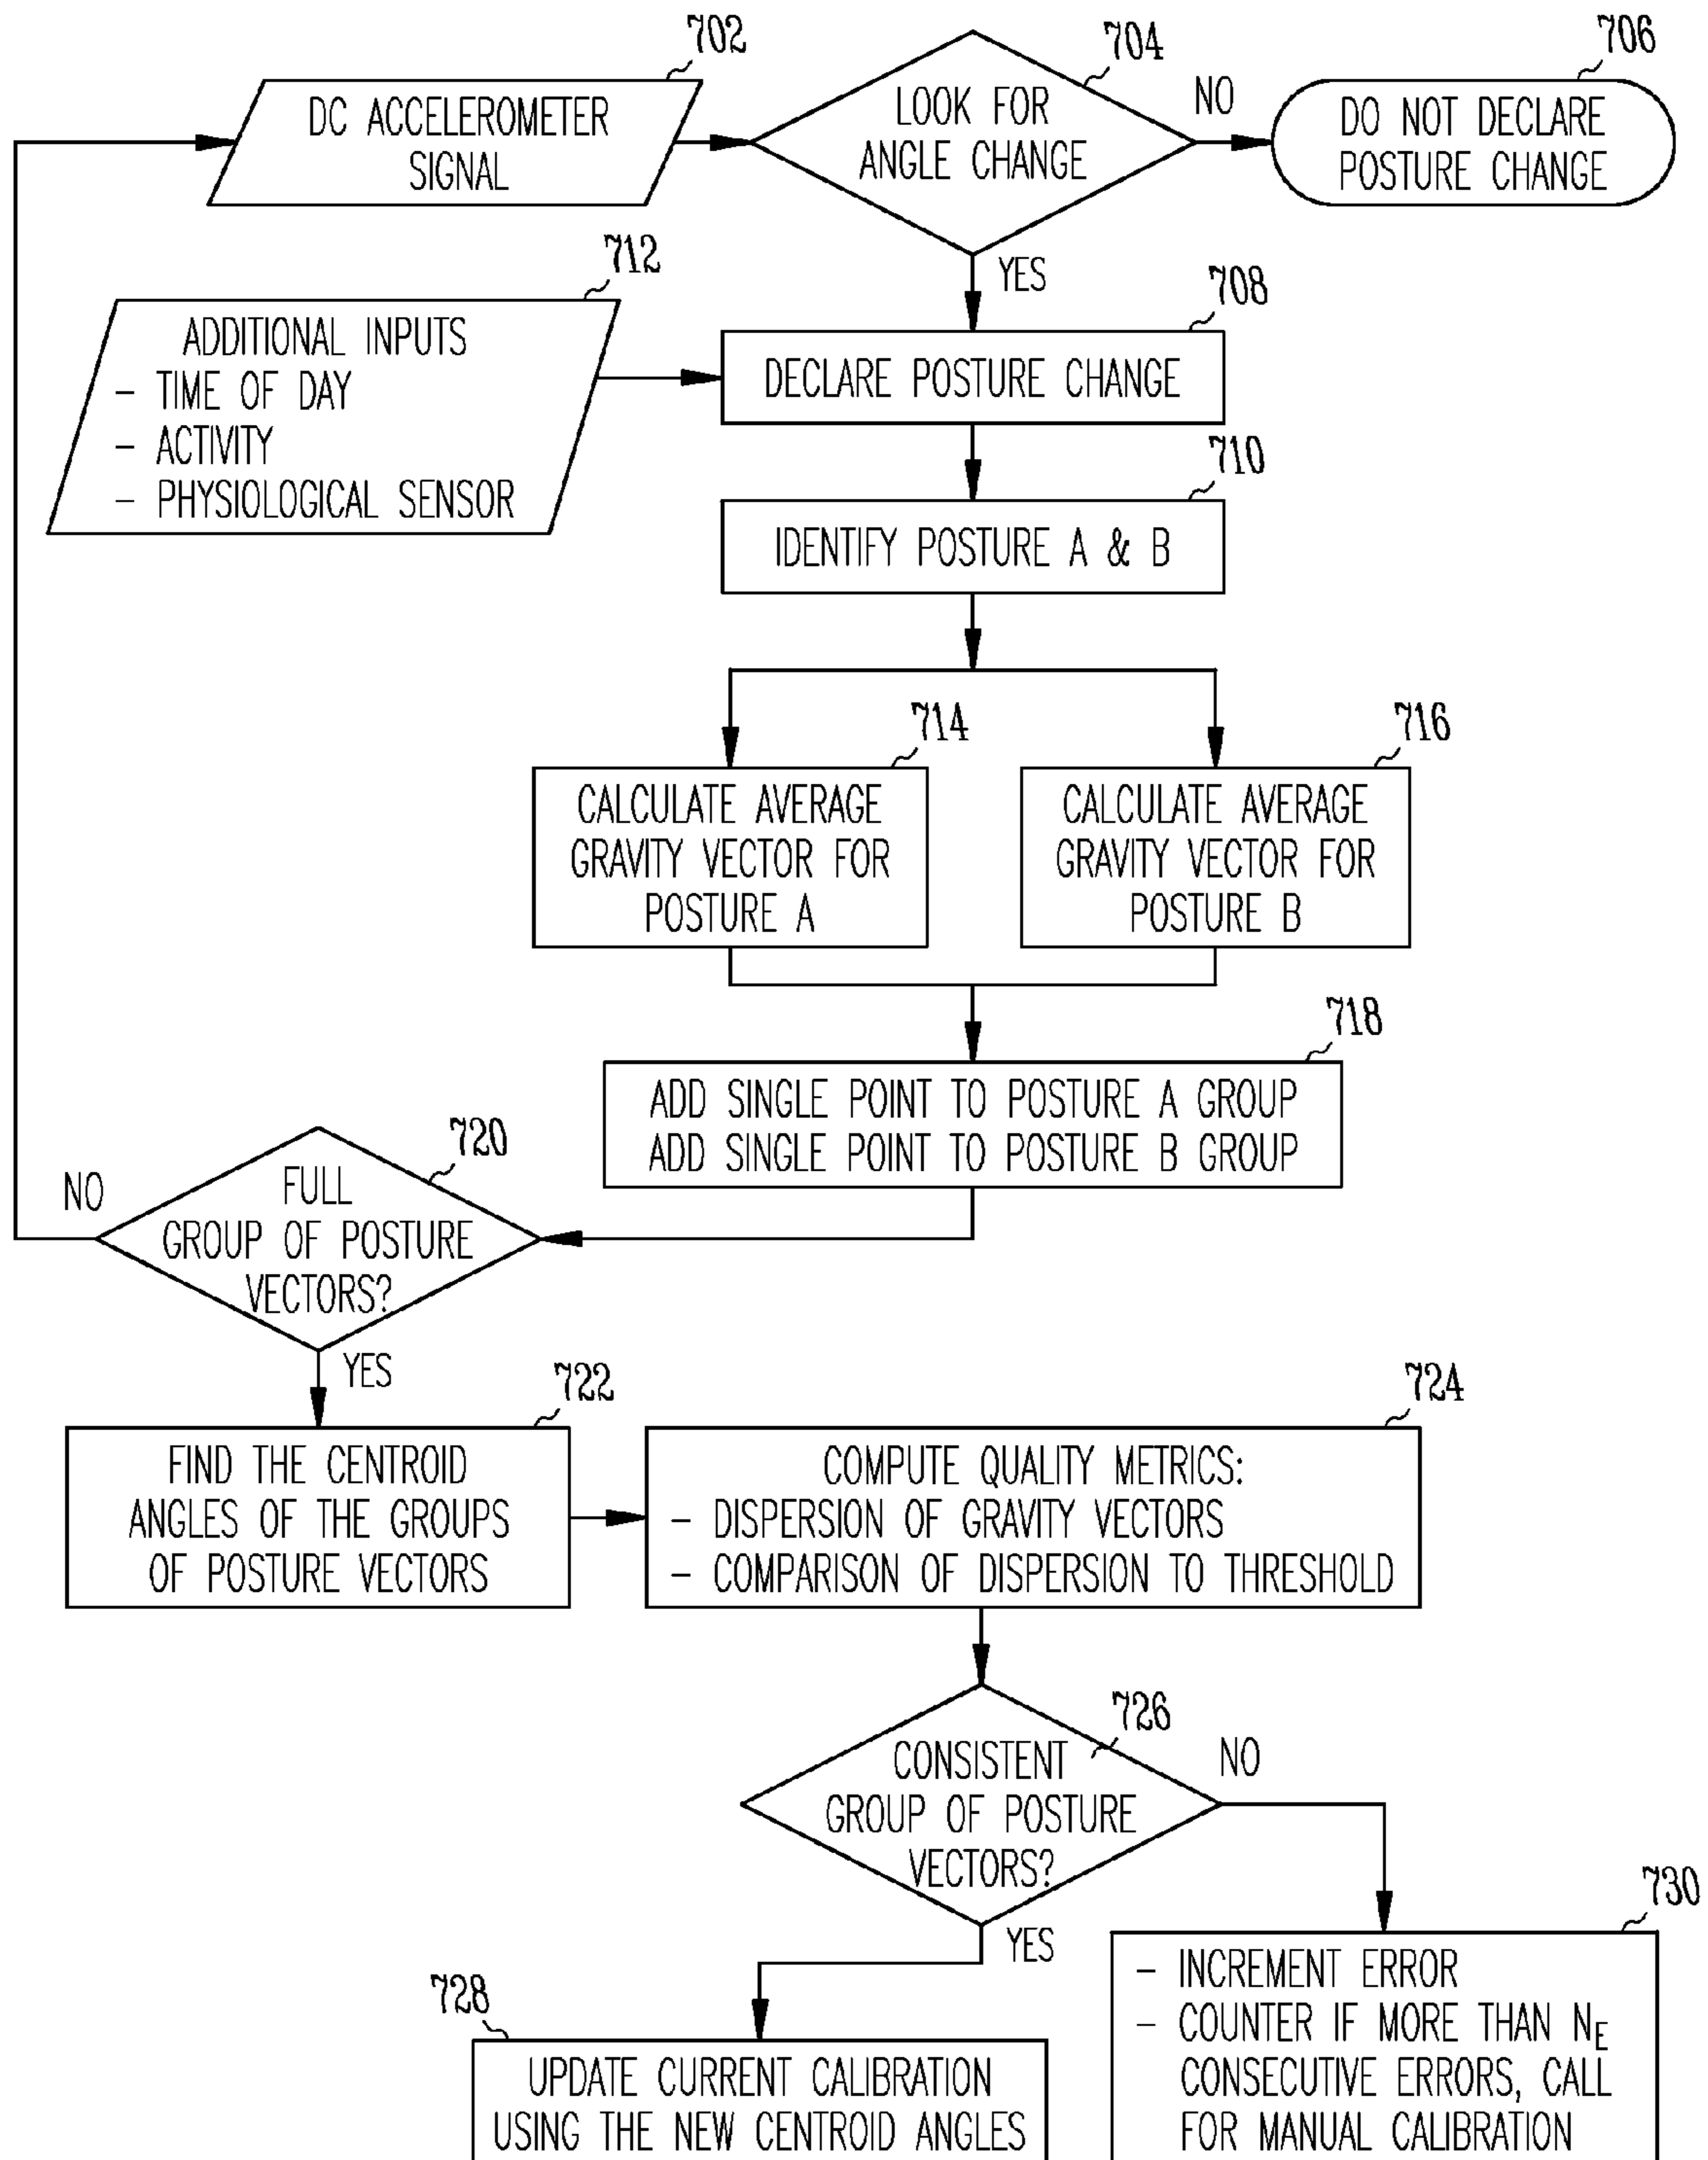 702
DC ACCELEROMETER
SIGNAL
704
LOOK FOR
ANGLE CHANGE
NO
706
DO NOT DECLARE
POSTURE CHANGE
YES
712
ADDITIONAL INPUTS
– TIME OF DAY
– ACTIVITY
– PHYSIOLOGICAL SENSOR
708
DECLARE POSTURE CHANGE
710
IDENTIFY POSTURE A & B
714
CALCULATE AVERAGE
GRAVITY VECTOR FOR
POSTURE A
716
CALCULATE AVERAGE
GRAVITY VECTOR FOR
POSTURE B
718
ADD SINGLE POINT TO POSTURE A GROUP
ADD SINGLE POINT TO POSTURE B GROUP
720
FULL
GROUP OF POSTURE
VECTORS?
NO
YES
722
FIND THE CENTROID
ANGLES OF THE GROUPS
OF POSTURE VECTORS
724
COMPUTE QUALITY METRICS:
– DISPERSION OF GRAVITY VECTORS
– COMPARISON OF DISPERSION TO THRESHOLD
726
CONSISTENT
GROUP OF POSTURE
VECTORS?
NO
YES
728
UPDATE CURRENT CALIBRATION
USING THE NEW CENTROID ANGLES
730
– INCREMENT ERROR
– COUNTER IF MORE THAN NE
CONSECUTIVE ERRORS, CALL
FOR MANUAL CALIBRATION